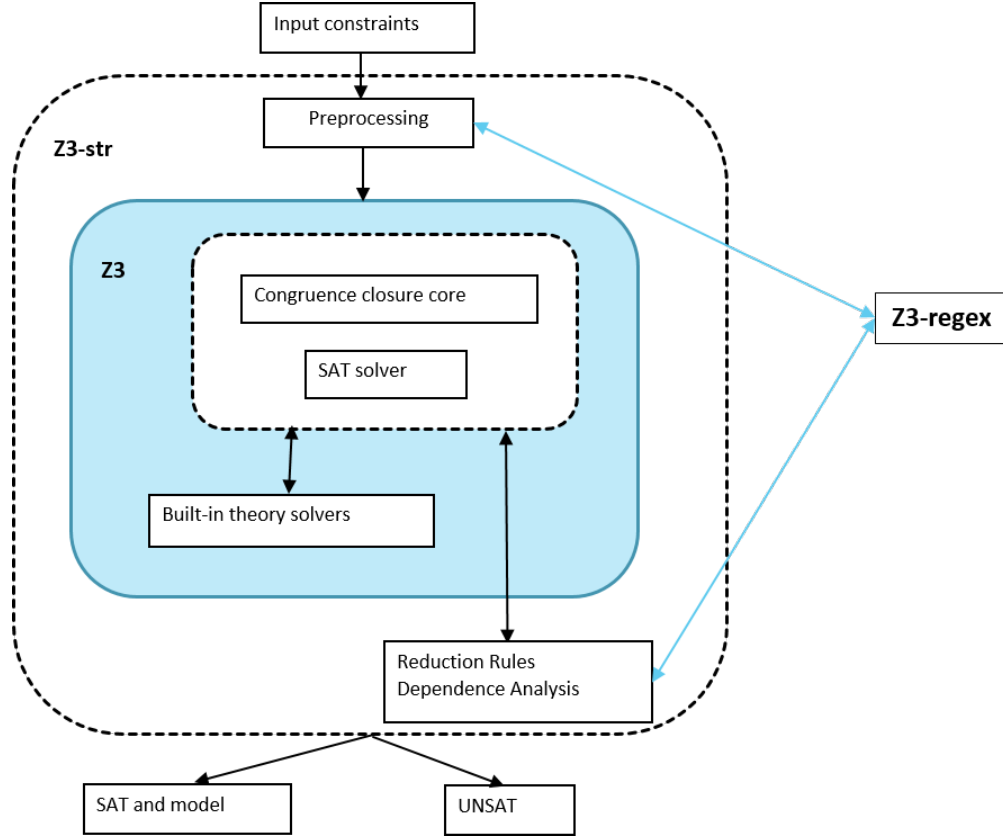 Input constraints
Preprocessing
Z3-str
Z3
Congruence closure core
Z3-regex
SAT solver
Built-in theory solvers
Reduction Rules
Dependence Analysis
SAT and model
UNSAT